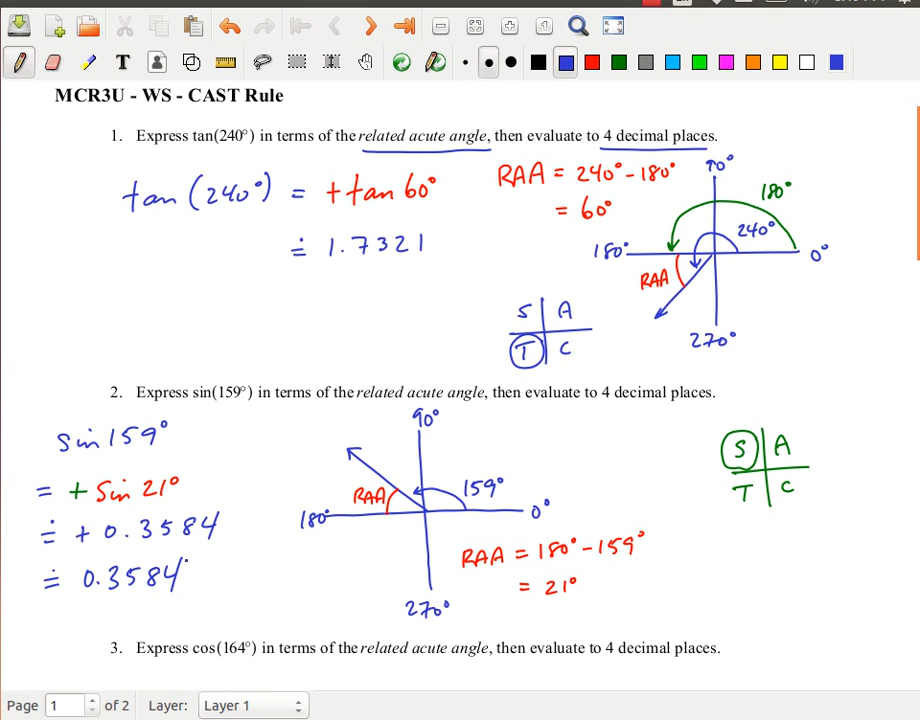 MCR3U - WS - CAST Rule
1. Express tan(240°) in terms of the related acute angle, then evaluate to 4 decimal places.
tan (240°) = + tan 60°
≐ 1.7321
RAA = 240° - 180°
= 60°
90°
180°
240°
180°
0°
RAA
270°
S A
T C
2. Express sin(159°) in terms of the related acute angle, then evaluate to 4 decimal places.
sin 159°
= + sin 21°
≐ + 0.3584
≐ 0.3584
90°
159°
RAA
180°
0°
270°
RAA = 180° - 159°
= 21°
S A
T C
3. Express cos(164°) in terms of the related acute angle, then evaluate to 4 decimal places.
Page 1 of 2 Layer: Layer 1